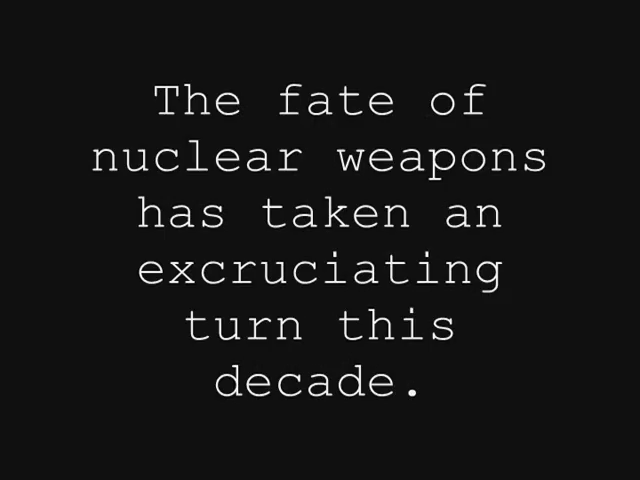 The fate of
nuclear weapons
has taken an
excruciating
turn this
decade.